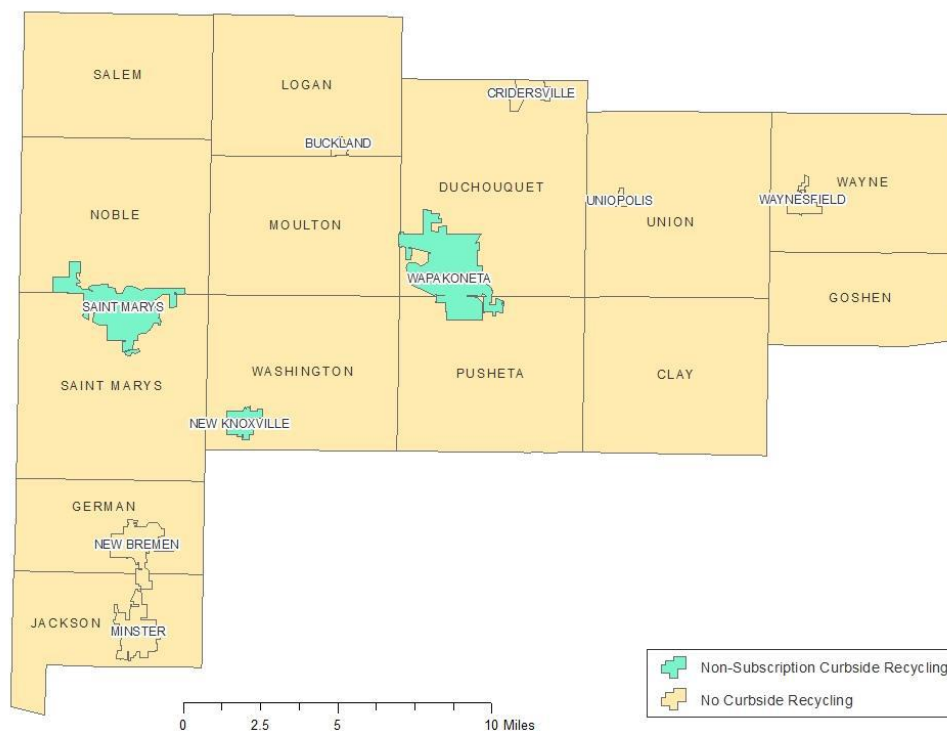 SALEM
LOGAN
CRIDERSVILLE
BUCKLAND
DUCHOUQUET
UNIOPOLIS
WAYNESFIELD
WAYNE
NOBLE
MOULTON
UNION
WAPAKONETA
SAINT MARYS
GOSHEN
SAINT MARYS
WASHINGTON
PUSHETA
CLAY
NEW KNOXVILLE
GERMAN
NEW BREMEN
JACKSON
MINSTER
Non-Subscription Curbside Recycling
No Curbside Recycling
0 2.5 5 10 Miles